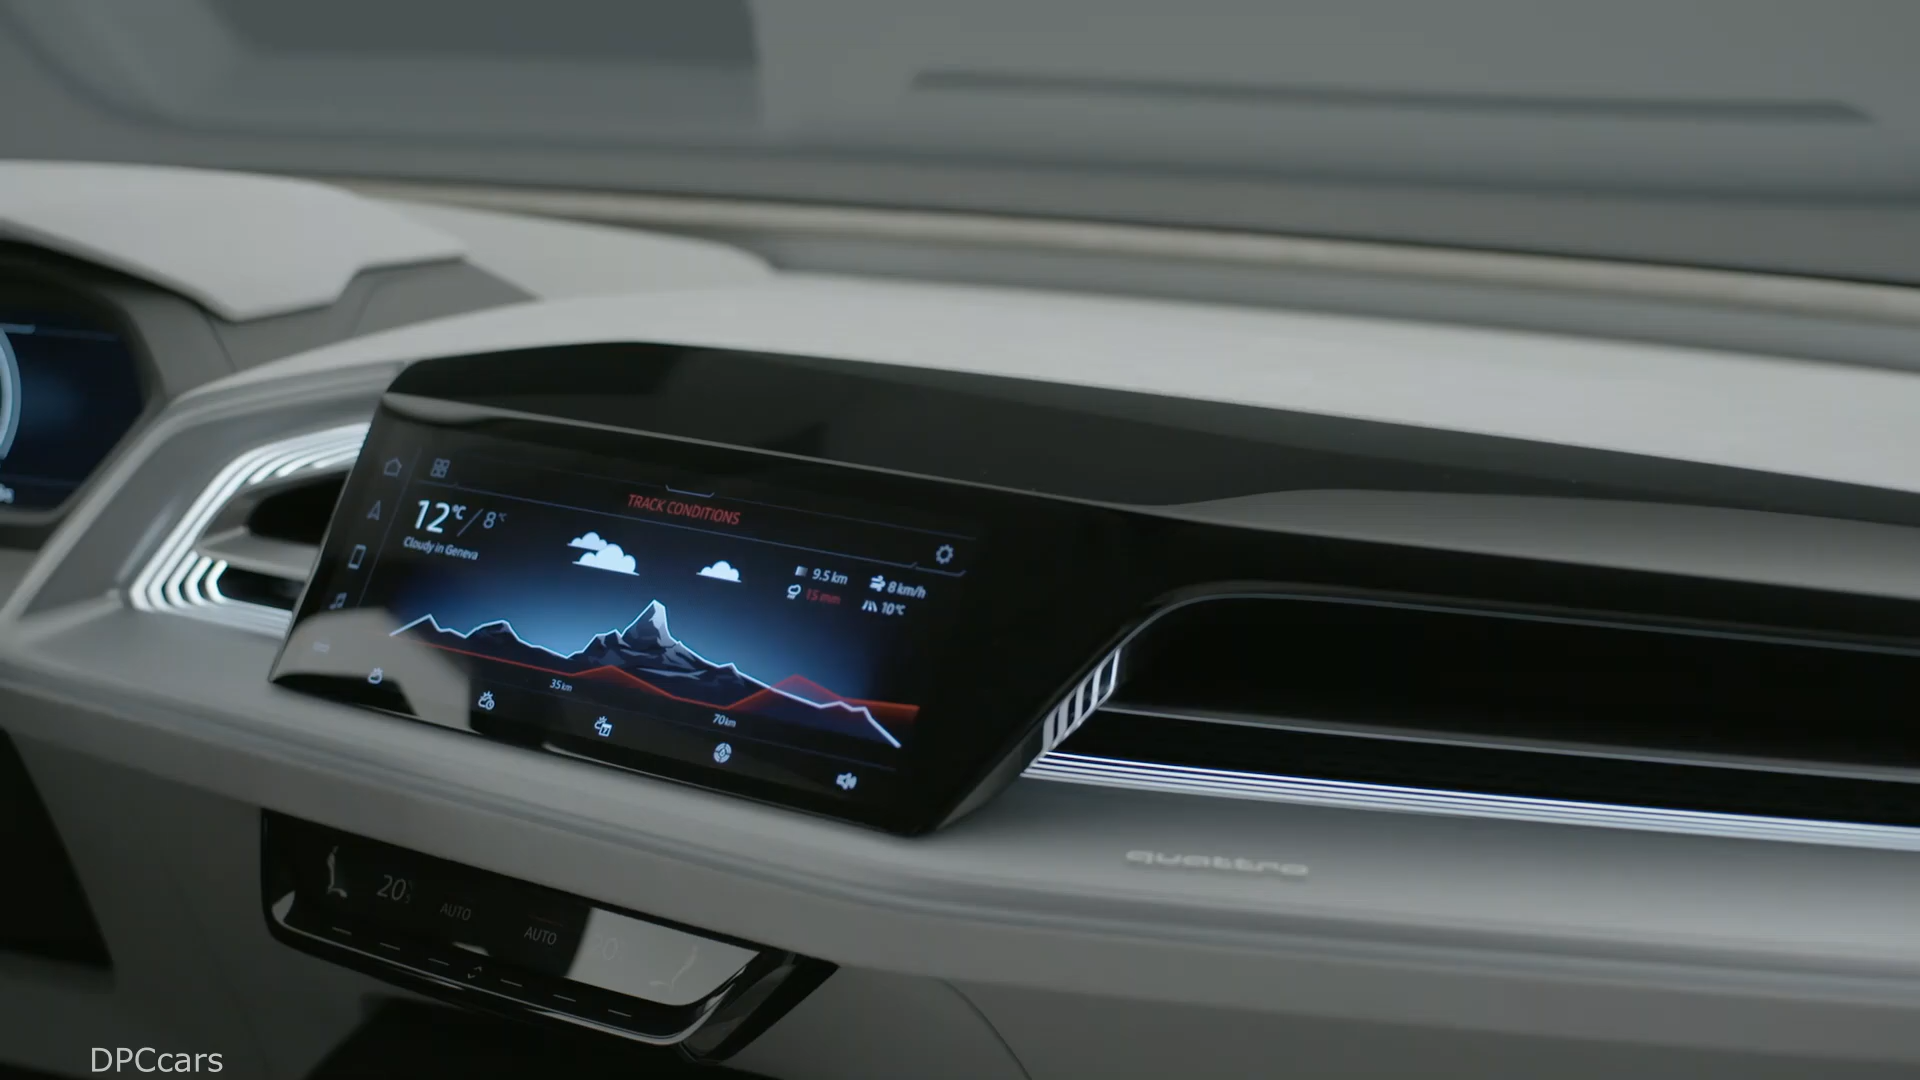 TRACK CONDITIONS
12°C / 8°C
Cloudy in Geneva
9.5 km
8 km/h
15 mm
10°C
35 km
70 km
quattro
20
AUTO
AUTO
DPCcars